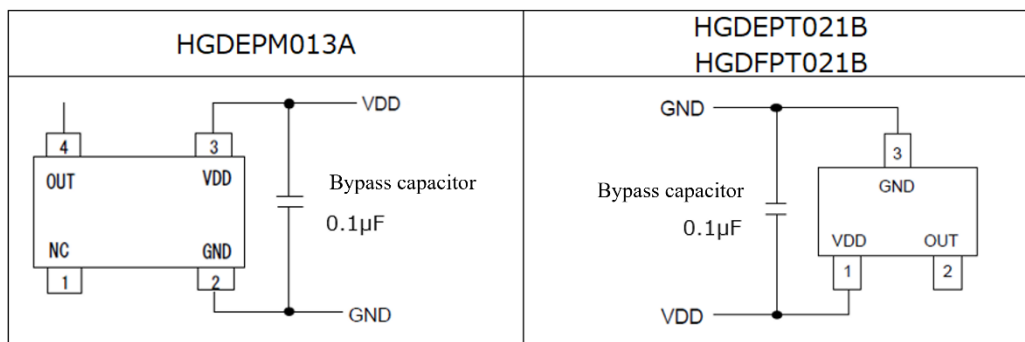 HGDEPM013A
HGDEPT021B
HGDFPT021B
VDD
4
3
OUT
VDD
Bypass capacitor
0.1μF
NC
GND
1
2
GND
GND
3
GND
Bypass capacitor
0.1μF
VDD
OUT
1
2
VDD